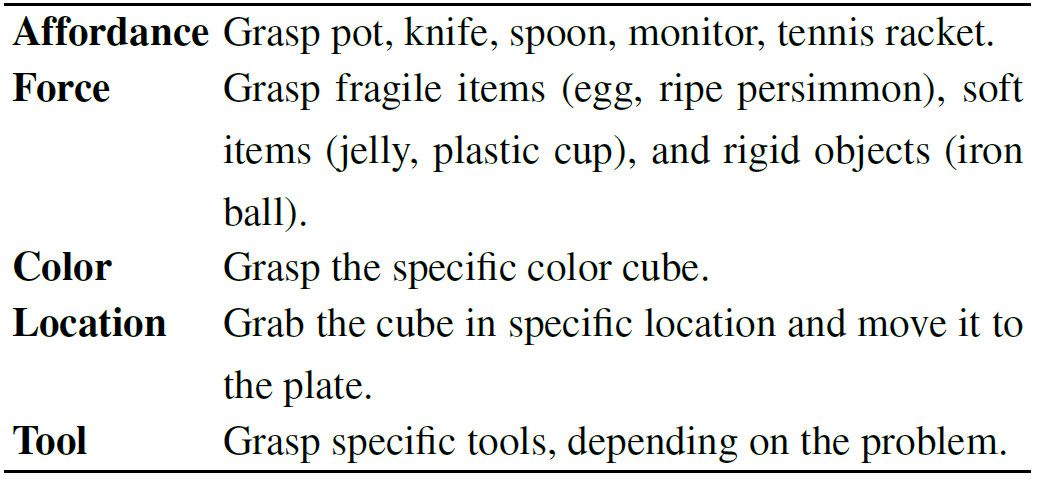 Affordance Grasp pot, knife, spoon, monitor, tennis racket.
Force Grasp fragile items (egg, ripe persimmon), soft
items (jelly, plastic cup), and rigid objects (iron
ball).
Color Grasp the specific color cube.
Location Grab the cube in specific location and move it to
the plate.
Tool Grasp specific tools, depending on the problem.